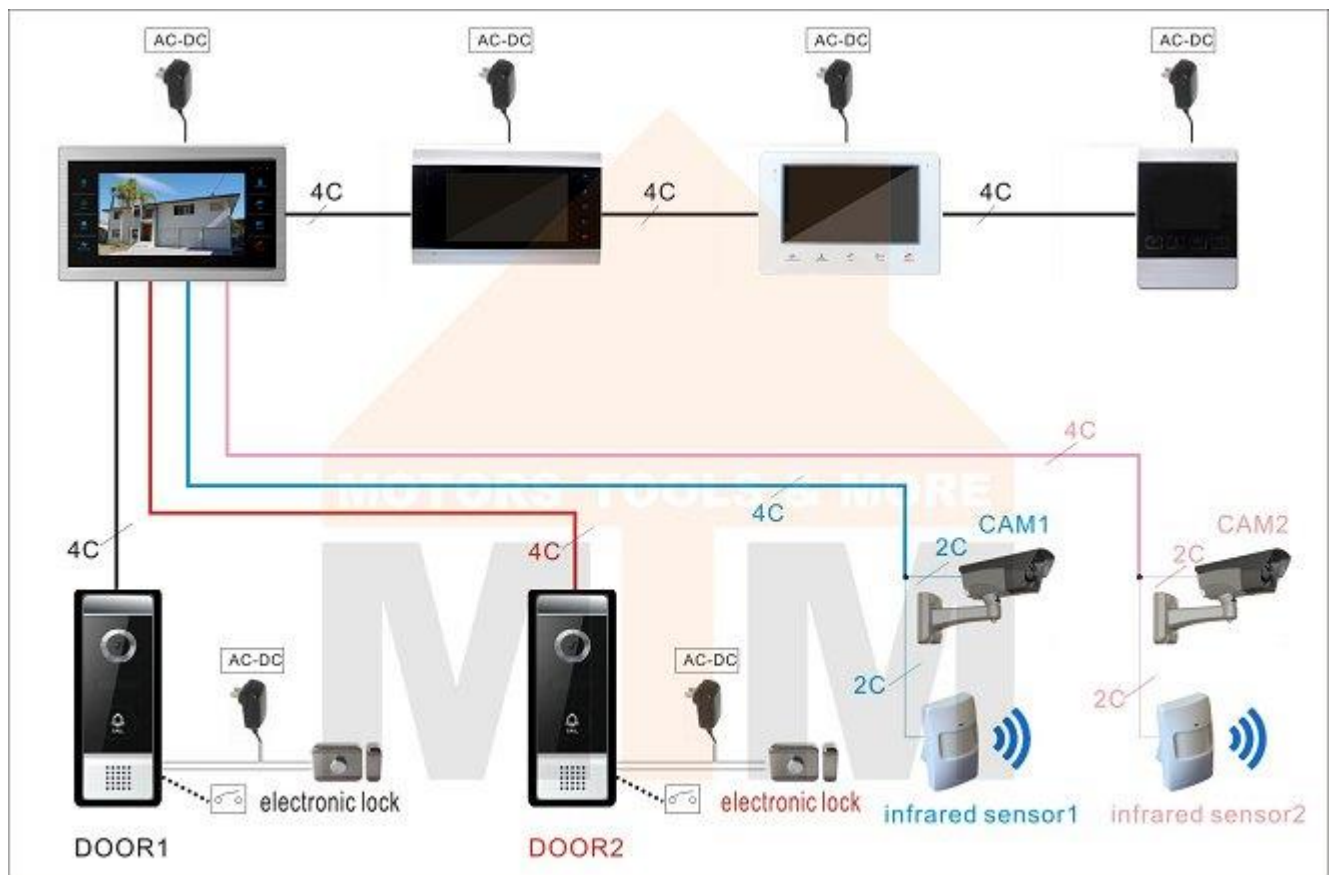 AC-DC
AC-DC
AC-DC
AC-DC
4C
4C
4C
4C
MOTORS TOOLS & MORE
4C
CAM1
CAM2
4C
4C
2C
2C
MTM
AC-DC
AC-DC
2C
2C
electronic lock
electronic lock
infrared sensor1
infrared sensor2
DOOR1
DOOR2